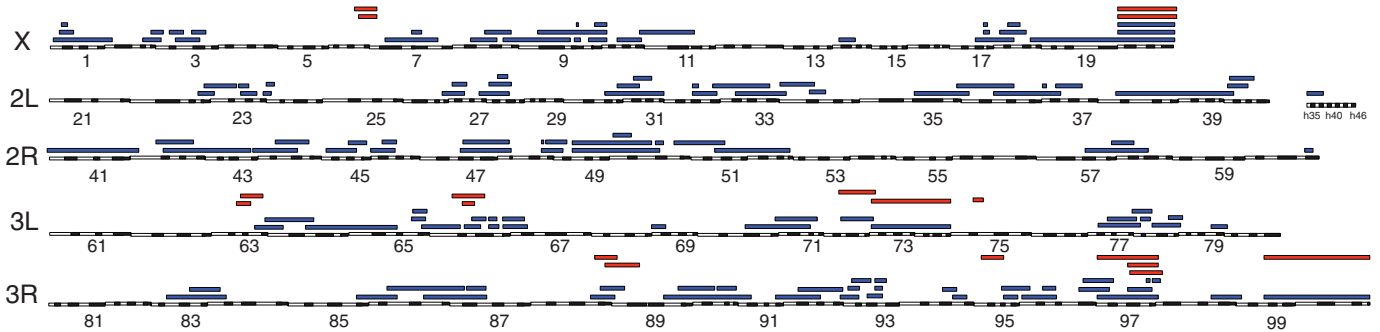 X
1 3 5 7 9 11 13 15 17 19
2L
21 23 25 27 29 31 33 35 37 39 h35 h40 h46
2R
41 43 45 47 49 51 53 55 57 59
3L
61 63 65 67 69 71 73 75 77 79
3R
81 83 85 87 89 91 93 95 97 99